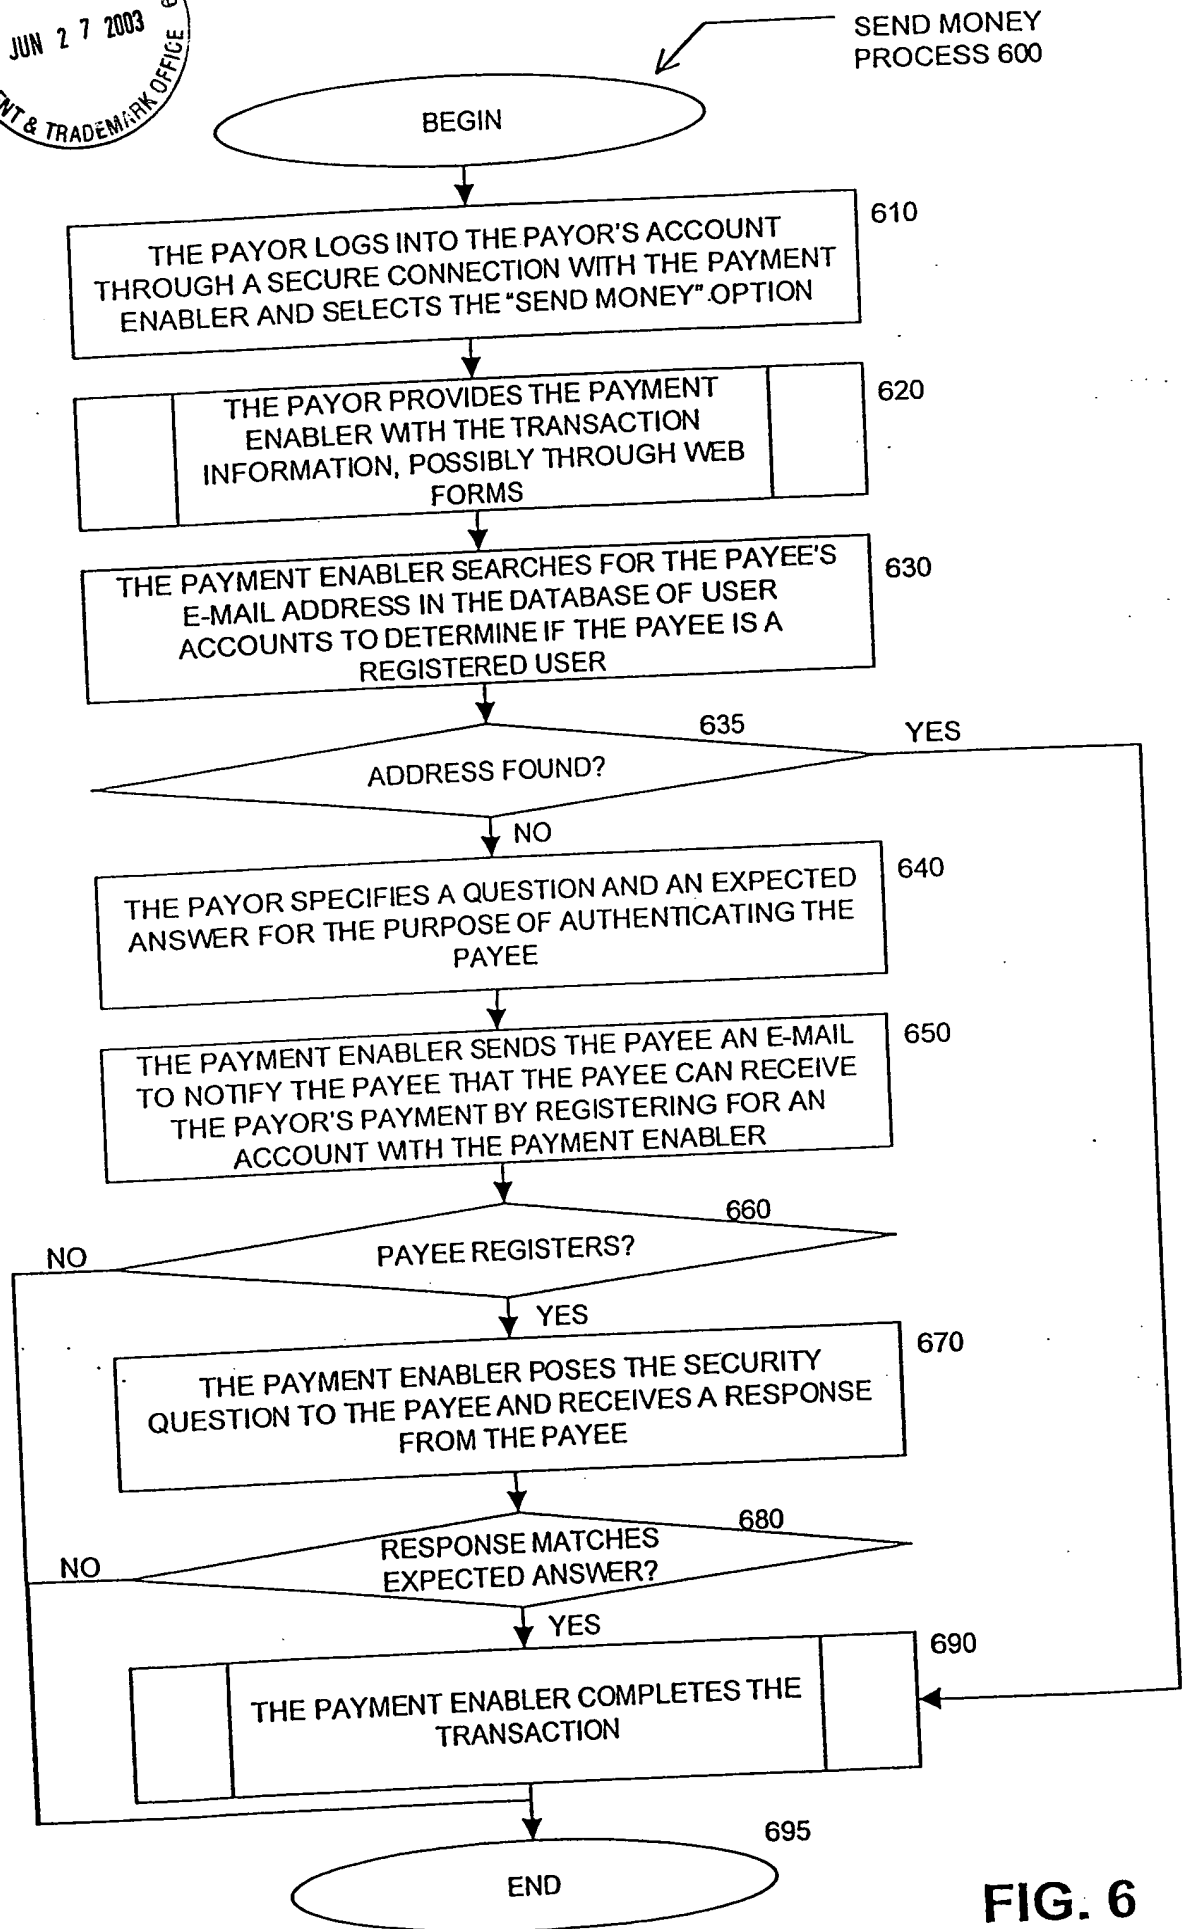 JUN 27 2003
ENT & TRADEMARK OFFICE
SEND MONEY
PROCESS 600
BEGIN
610
THE PAYOR LOGS INTO THE PAYOR'S ACCOUNT
THROUGH A SECURE CONNECTION WITH THE PAYMENT
ENABLER AND SELECTS THE "SEND MONEY" OPTION
620
THE PAYOR PROVIDES THE PAYMENT
ENABLER WITH THE TRANSACTION
INFORMATION, POSSIBLY THROUGH WEB
FORMS
630
THE PAYMENT ENABLER SEARCHES FOR THE PAYEE'S
E-MAIL ADDRESS IN THE DATABASE OF USER
ACCOUNTS TO DETERMINE IF THE PAYEE IS A
REGISTERED USER
635
YES
ADDRESS FOUND?
NO
640
THE PAYOR SPECIFIES A QUESTION AND AN EXPECTED
ANSWER FOR THE PURPOSE OF AUTHENTICATING THE
PAYEE
650
THE PAYMENT ENABLER SENDS THE PAYEE AN E-MAIL
TO NOTIFY THE PAYEE THAT THE PAYEE CAN RECEIVE
THE PAYOR'S PAYMENT BY REGISTERING FOR AN
ACCOUNT WITH THE PAYMENT ENABLER
660
NO
PAYEE REGISTERS?
YES
670
THE PAYMENT ENABLER POSES THE SECURITY
QUESTION TO THE PAYEE AND RECEIVES A RESPONSE
FROM THE PAYEE
680
NO
RESPONSE MATCHES
EXPECTED ANSWER?
YES
690
THE PAYMENT ENABLER COMPLETES THE
TRANSACTION
695
END
FIG. 6